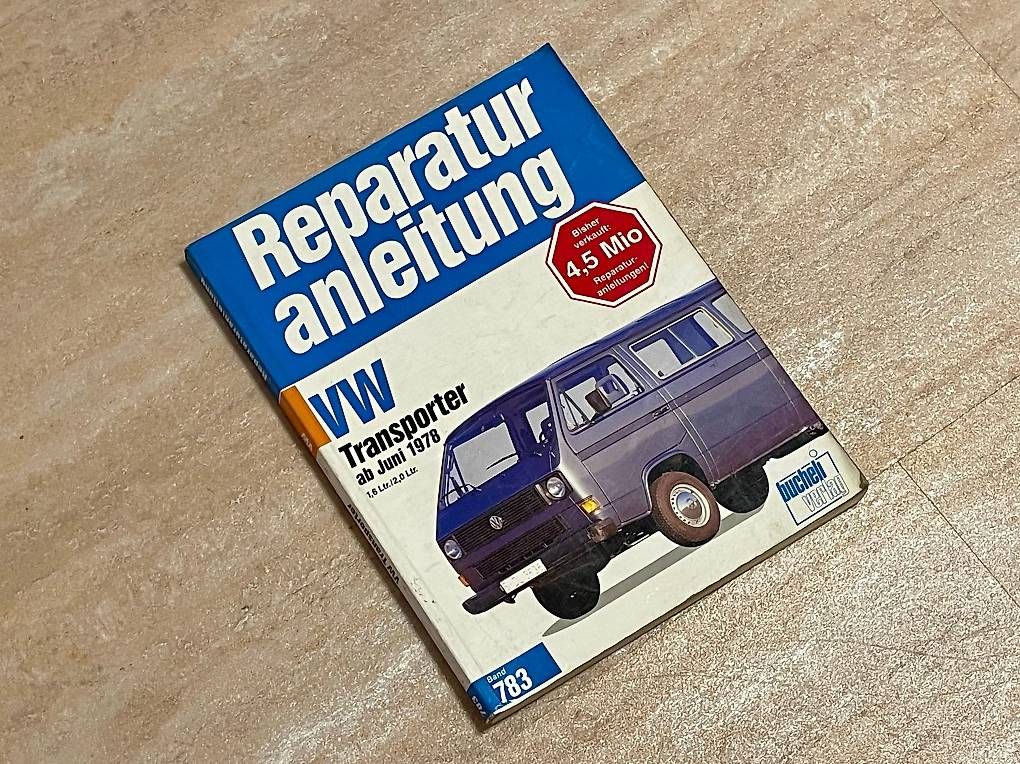 Reparatur
anleitung
Bisher
verkauft:
4,5 Mio
Reparatur-
anleitungen!
VW
Transporter
ab Juni 1978
1,6 Ltr./2,0 Ltr.
bucheli
verlag
Band
783